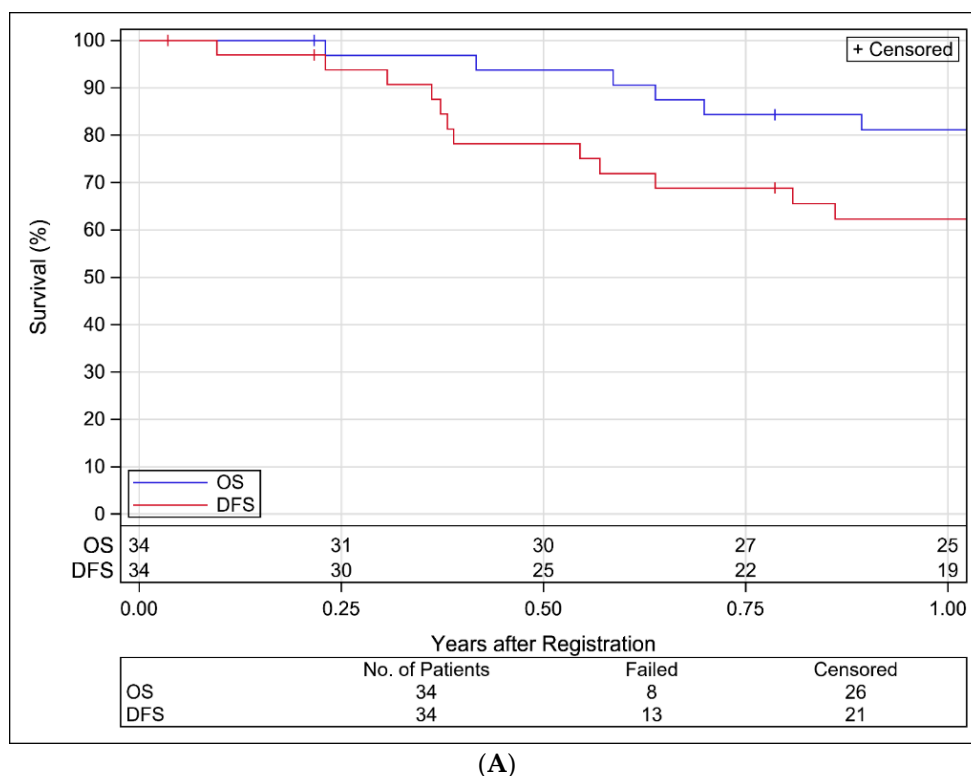 100
+ Censored
90
80
70
60
50
40
30
20
10
0
Survival (%)
OS
DFS
OS 34 31 30 27 25
DFS 34 30 25 22 19
0.00 0.25 0.50 0.75 1.00
Years after Registration
No. of Patients Failed Censored
OS 34 8 26
DFS 34 13 21
(A)